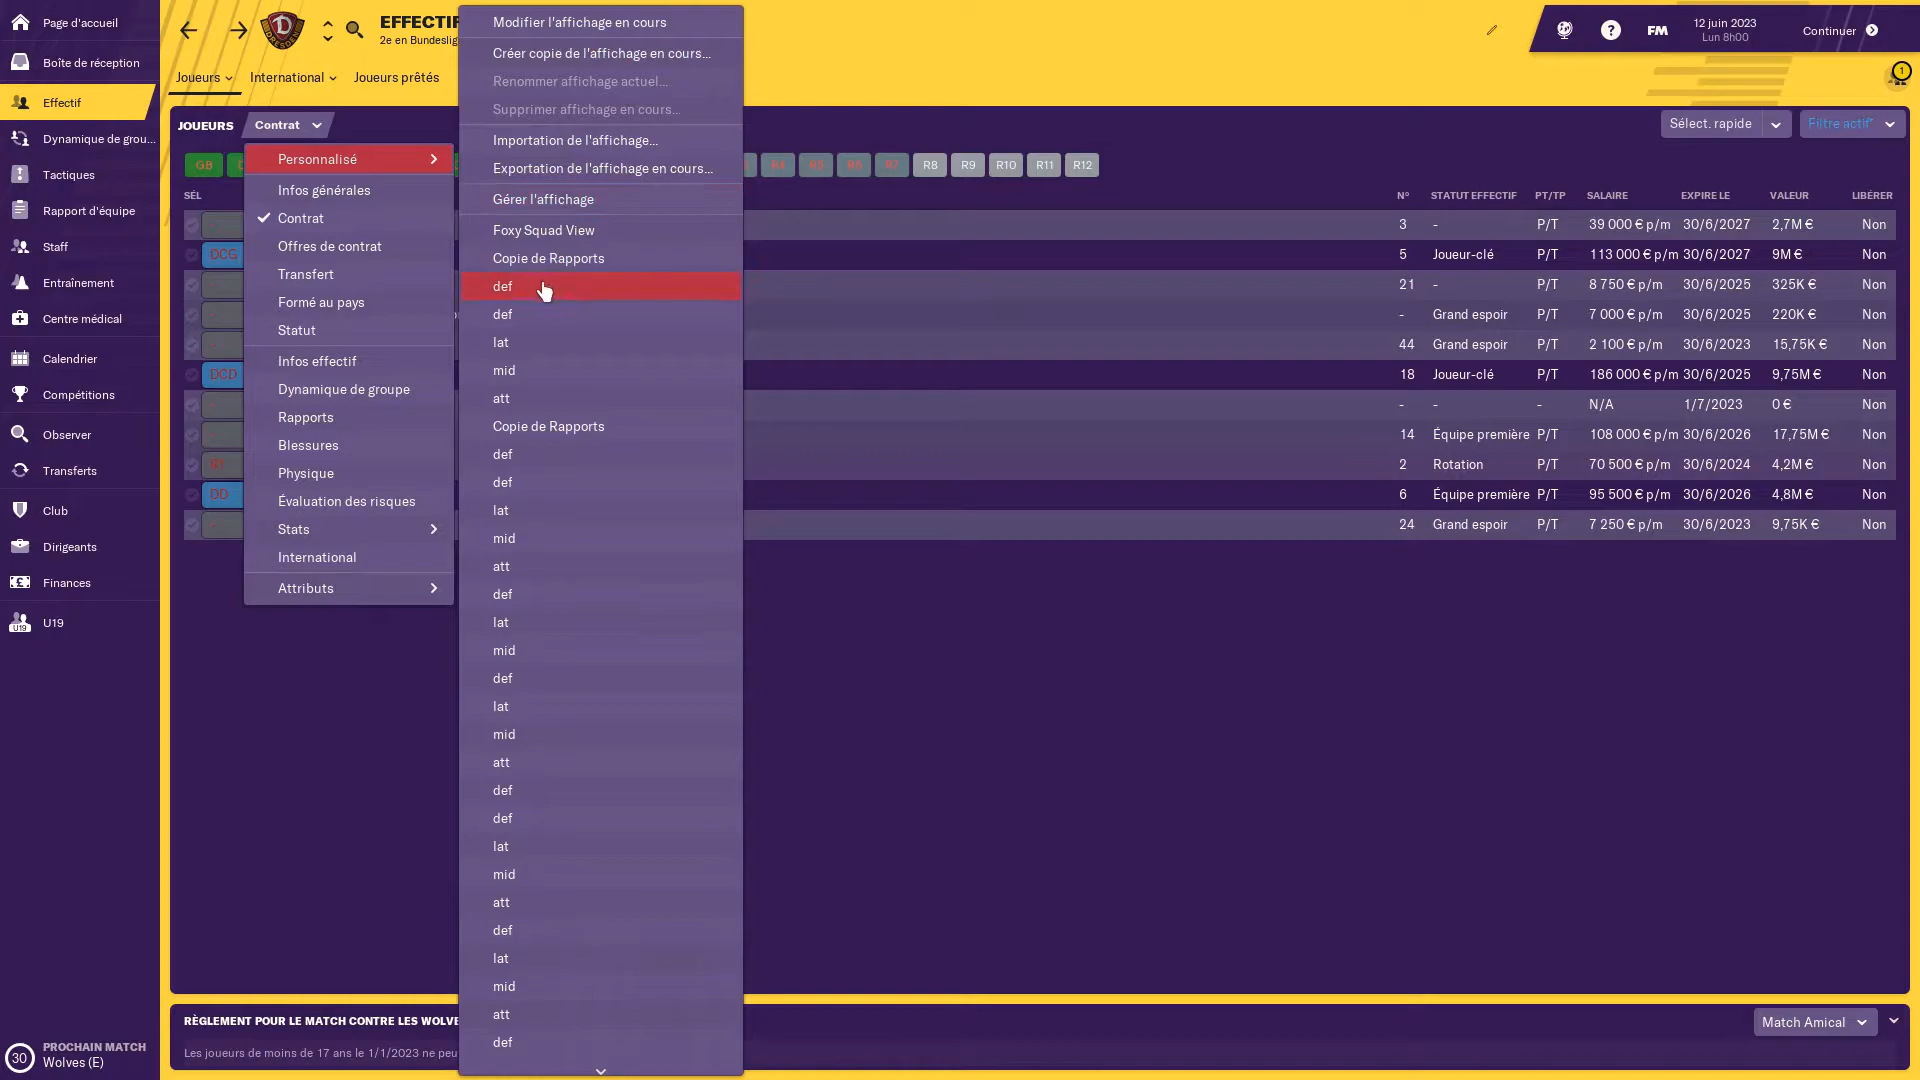 Page d'accueil
Boîte de réception
Effectif
Dynamique de grou...
Tactiques
Rapport d'équipe
Staff
Entraînement
Centre médical
Calendrier
Compétitions
Observer
Transferts
Club
Dirigeants
Finances
U19
U19
30
PROCHAIN MATCH
Wolves (E)
EFFECTIF
2e en Bundeslig
Joueurs
International
Joueurs prêtés
FM
12 juin 2023
Lun 8h00
Continuer
1
JOUEURS
Contrat
Sélect. rapide
Filtre actif*
GB
R4
R5
R6
R7
R8
R9
R10
R11
R12
SÉL
N°
STATUT EFFECTIF
PT/TP
SALAIRE
EXPIRE LE
VALEUR
LIBÉRER
3 - P/T 39 000 € p/m 30/6/2027 2,7M € Non
DCG 5 Joueur-clé P/T 113 000 € p/m 30/6/2027 9M € Non
21 - P/T 8 750 € p/m 30/6/2025 325K € Non
- Grand espoir P/T 7 000 € p/m 30/6/2025 220K € Non
44 Grand espoir P/T 2 100 € p/m 30/6/2023 15,75K € Non
DCD 18 Joueur-clé P/T 186 000 € p/m 30/6/2025 9,75M € Non
- - - N/A 1/7/2023 0 € Non
14 Équipe première P/T 108 000 € p/m 30/6/2026 17,75M € Non
2 Rotation P/T 70 500 € p/m 30/6/2024 4,2M € Non
DD 6 Équipe première P/T 95 500 € p/m 30/6/2026 4,8M € Non
24 Grand espoir P/T 7 250 € p/m 30/6/2023 9,75K € Non
Personnalisé
Infos générales
Contrat
Offres de contrat
Transfert
Formé au pays
Statut
Infos effectif
Dynamique de groupe
Rapports
Blessures
Physique
Évaluation des risques
Stats
International
Attributs
Modifier l'affichage en cours
Créer copie de l'affichage en cours...
Renommer affichage actuel...
Supprimer affichage en cours...
Importation de l'affichage...
Exportation de l'affichage en cours...
Gérer l'affichage
Foxy Squad View
Copie de Rapports
def
def
lat
mid
att
Copie de Rapports
def
def
lat
mid
att
def
lat
mid
def
lat
mid
att
def
def
lat
mid
att
def
lat
mid
att
def
RÈGLEMENT POUR LE MATCH CONTRE LES WOLVE
Match Amical
Les joueurs de moins de 17 ans le 1/1/2023 ne peu